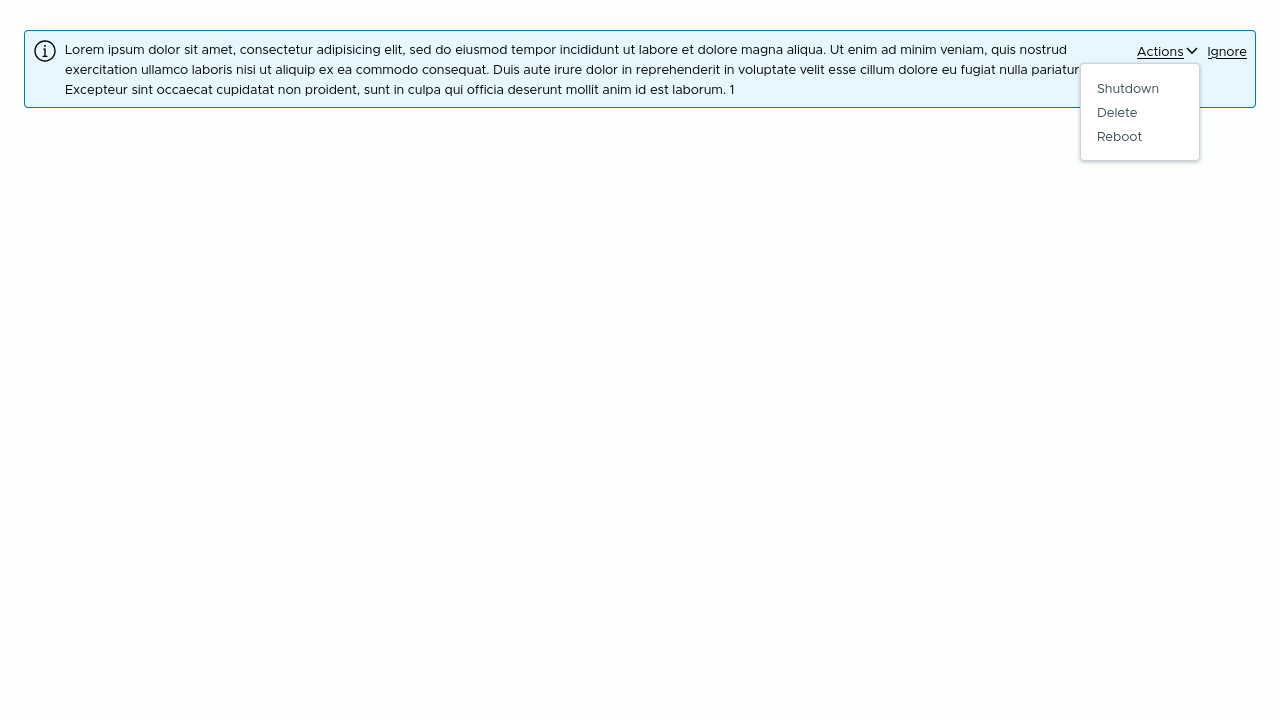 Lorem ipsum dolor sit amet, consectetur adipisicing elit, sed do eiusmod tempor incididunt ut labore et dolore magna aliqua. Ut enim ad minim veniam, quis nostrud
exercitation ullamco laboris nisi ut aliquip ex ea commodo consequat. Duis aute irure dolor in reprehenderit in voluptate velit esse cillum dolore eu fugiat nulla pariatur
Excepteur sint occaecat cupidatat non proident, sunt in culpa qui officia deserunt mollit anim id est laborum. 1
Actions
Ignore
Shutdown
Delete
Reboot